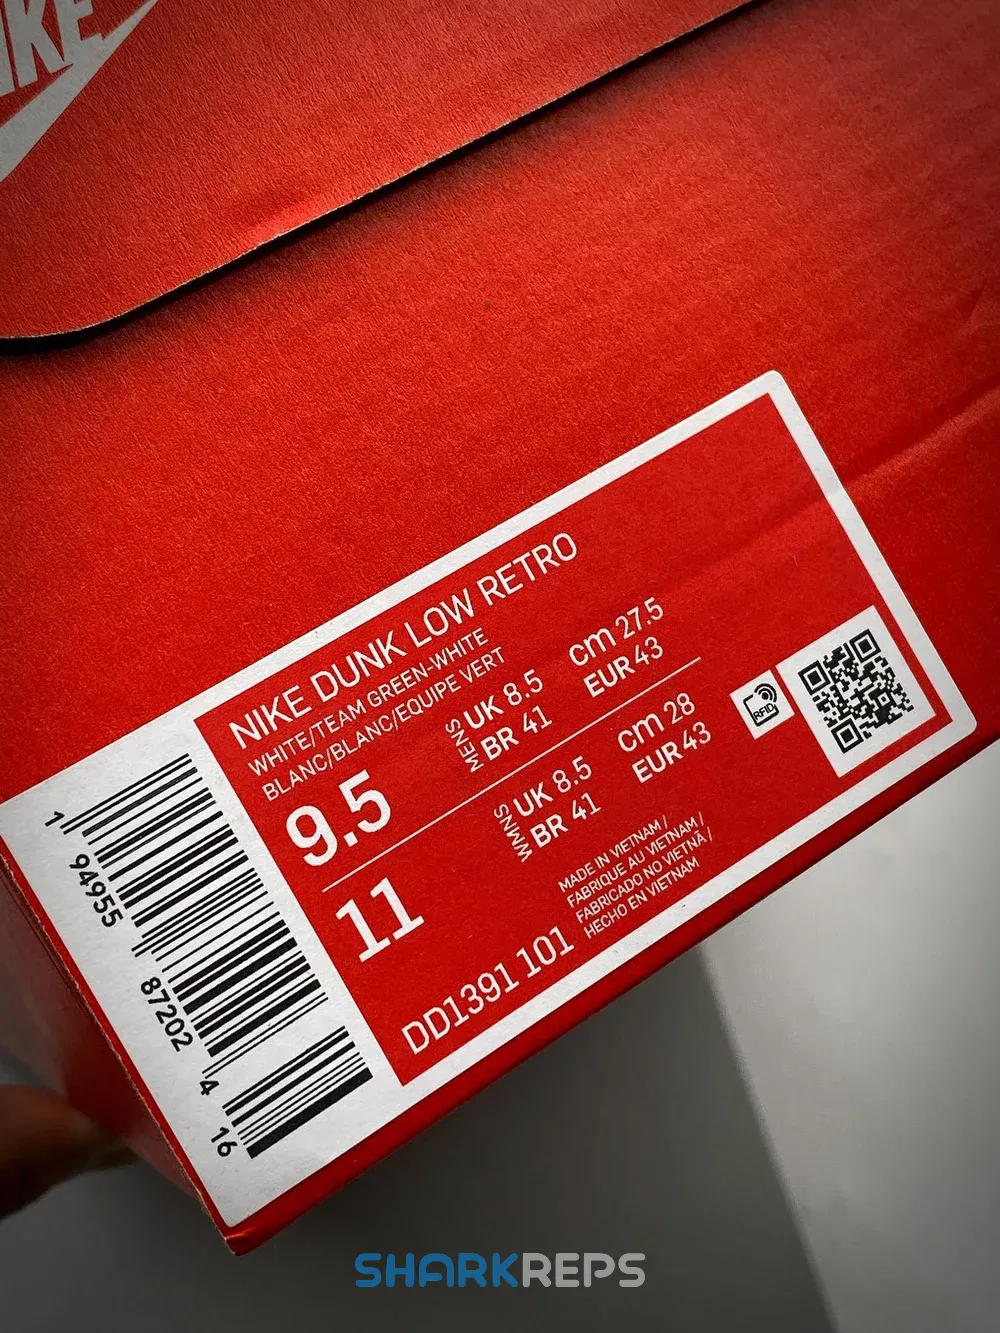 NIKE
NIKE DUNK LOW RETRO
WHITE/TEAM GREEN-WHITE
BLANC/BLANC/EQUIPE VERT
9.5
MENS
UK 8.5
cm 27.5
BR 41
EUR 43
11
WMNS
UK 8.5
cm 28
BR 41
EUR 43
RFID
DD1391 101
MADE IN VIETNAM /
FABRIQUE AU VIETNAM /
FABRICADO NO VIETNÃ /
HECHO EN VIETNAM
1 94955 87202 4 16
SHARKREPS